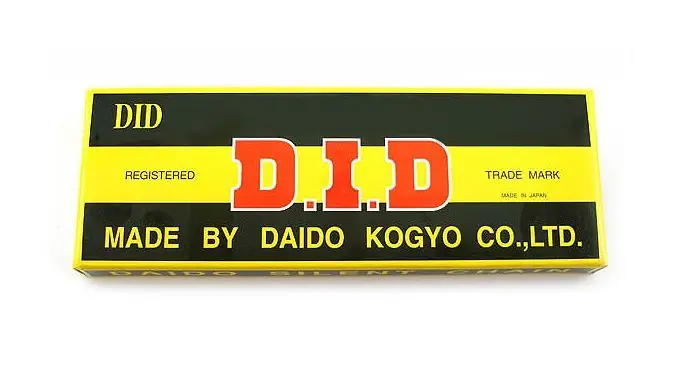 DID
REGISTERED D.I.D TRADE MARK
MADE IN JAPAN
MADE BY DAIDO KOGYO CO.,LTD.
DAIDO SILENT CHAIN